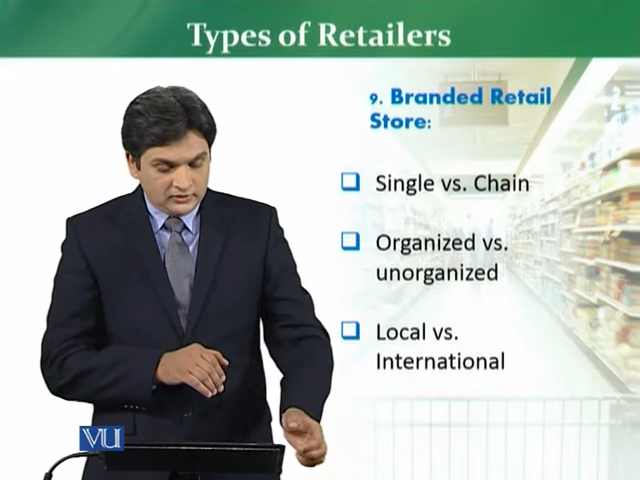 Types of Retailers
9. Branded Retail
Store:
Single vs. Chain
Organized vs.
unorganized
Local vs.
International
VU